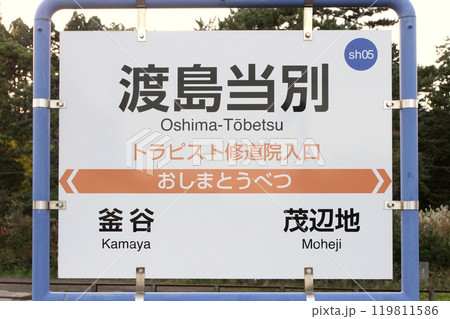 sh05
渡島当別
Oshima-Tōbetsu
トラピスト修道院入口
おしまとうべつ
釜谷 茂辺地
Kamaya Moheji
119811586